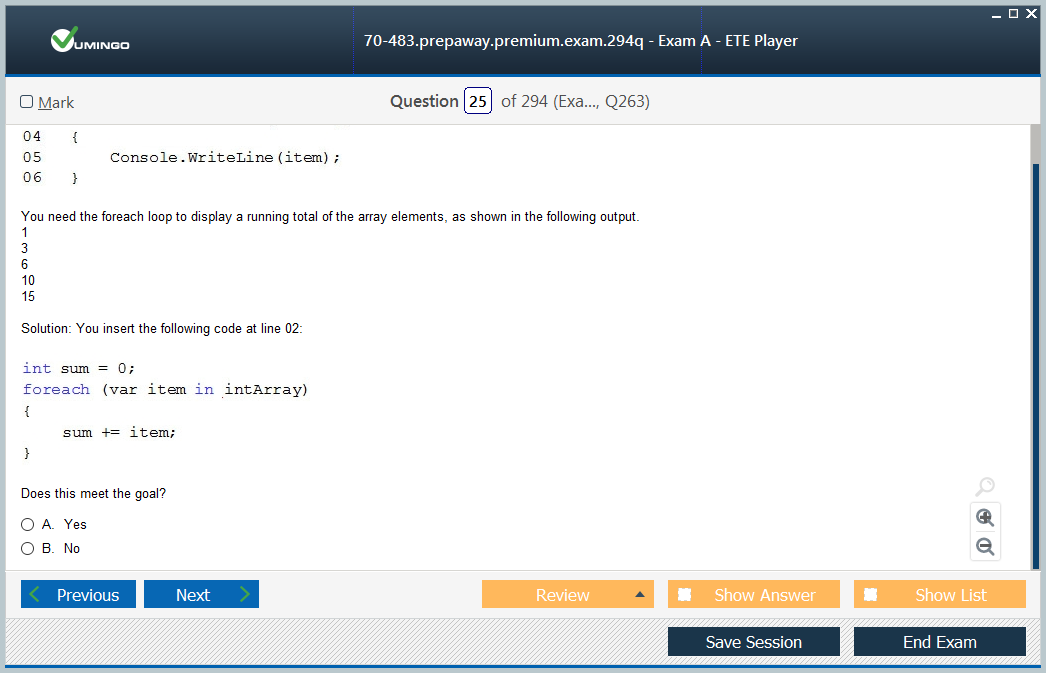 VUMINGO
70-483.prepaway.premium.exam.294q - Exam A - ETE Player
Mark
Question 25 of 294 (Exa..., Q263)
04 {
05 Console.WriteLine(item);
06 }
You need the foreach loop to display a running total of the array elements, as shown in the following output.
1
3
6
10
15
Solution: You insert the following code at line 02:
int sum = 0;
foreach (var item in intArray)
{
sum += item;
}
Does this meet the goal?
A. Yes
B. No
Previous Next Review Show Answer Show List
Save Session End Exam